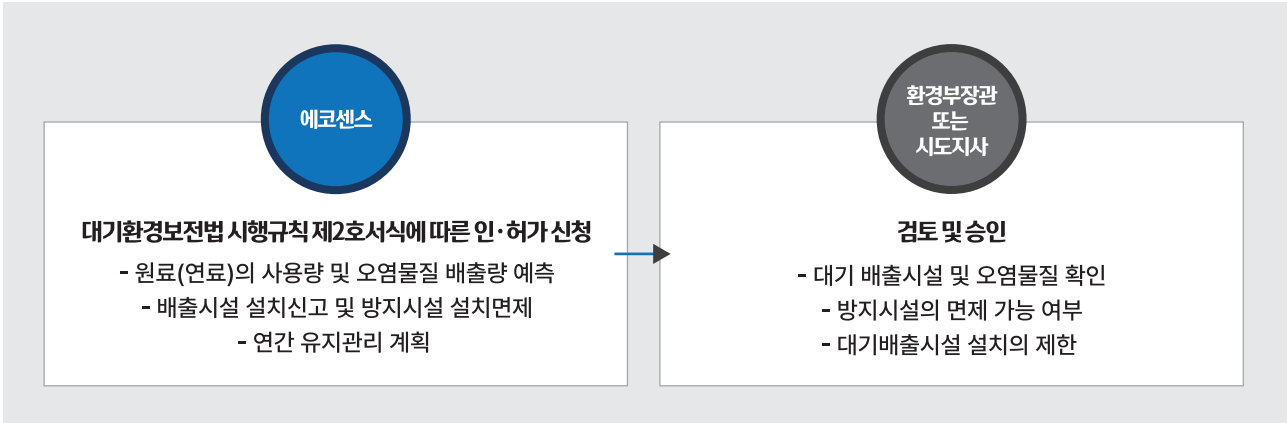 에코센스
대기환경보전법 시행규칙 제2호서식에 따른 인·허가 신청
- 원료(연료)의 사용량 및 오염물질 배출량 예측
- 배출시설 설치신고 및 방지시설 설치면제
- 연간 유지관리 계획
환경부장관
또는
시도지사
검토 및 승인
- 대기 배출시설 및 오염물질 확인
- 방지시설의 면제 가능 여부
- 대기배출시설 설치의 제한